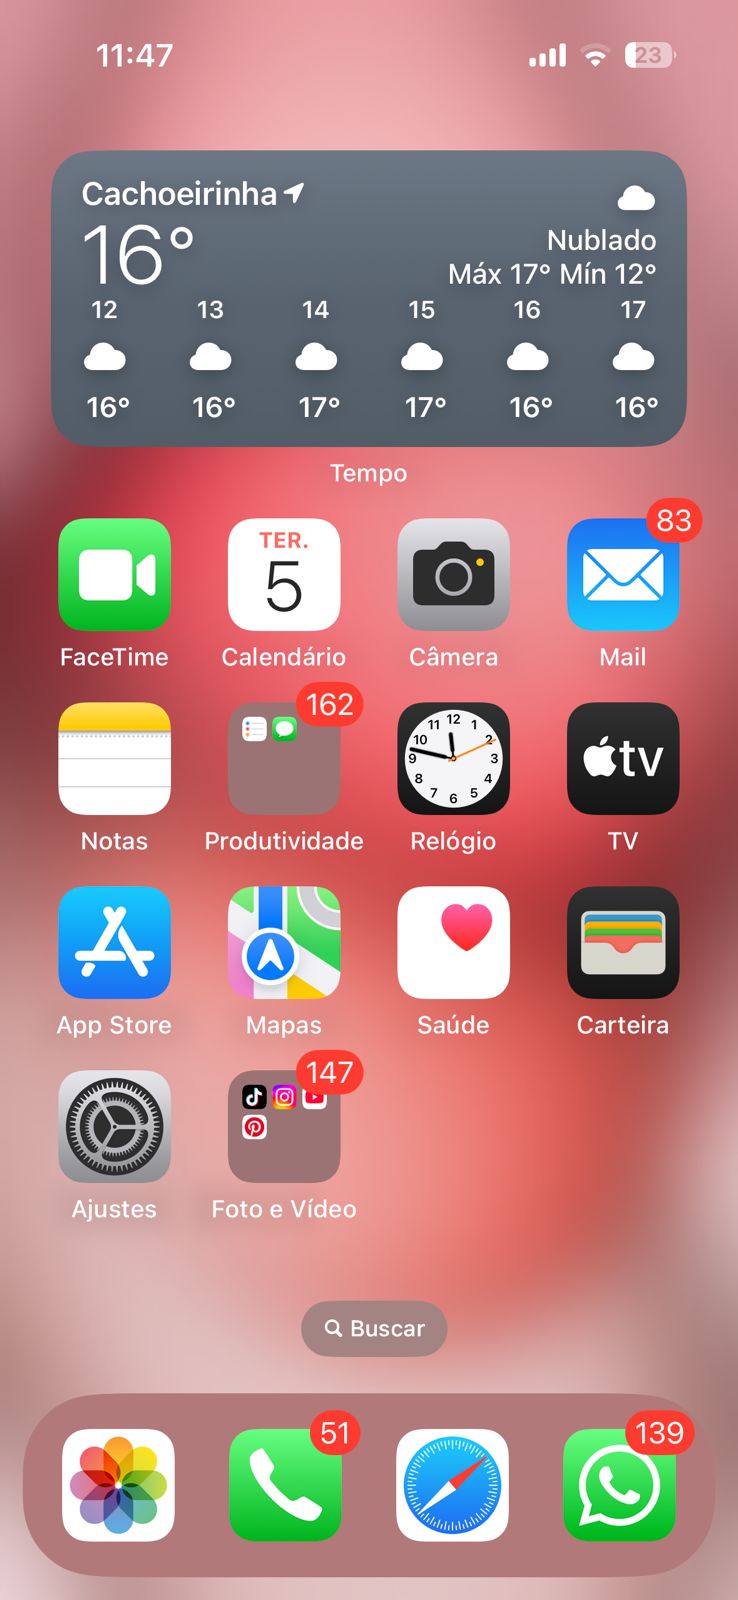 11:47
23
Cachoeirinha
16°
Nublado
Máx 17° Mín 12°
12 13 14 15 16 17
16° 16° 17° 17° 16° 16°
Tempo
83
TER.
5
FaceTime Calendário Câmera Mail
162
12 1 2 3 4 5 6 7 8 9 10 11
tv
Notas Produtividade Relógio TV
App Store Mapas Saúde Carteira
147
Ajustes Foto e Vídeo
Buscar
51 139